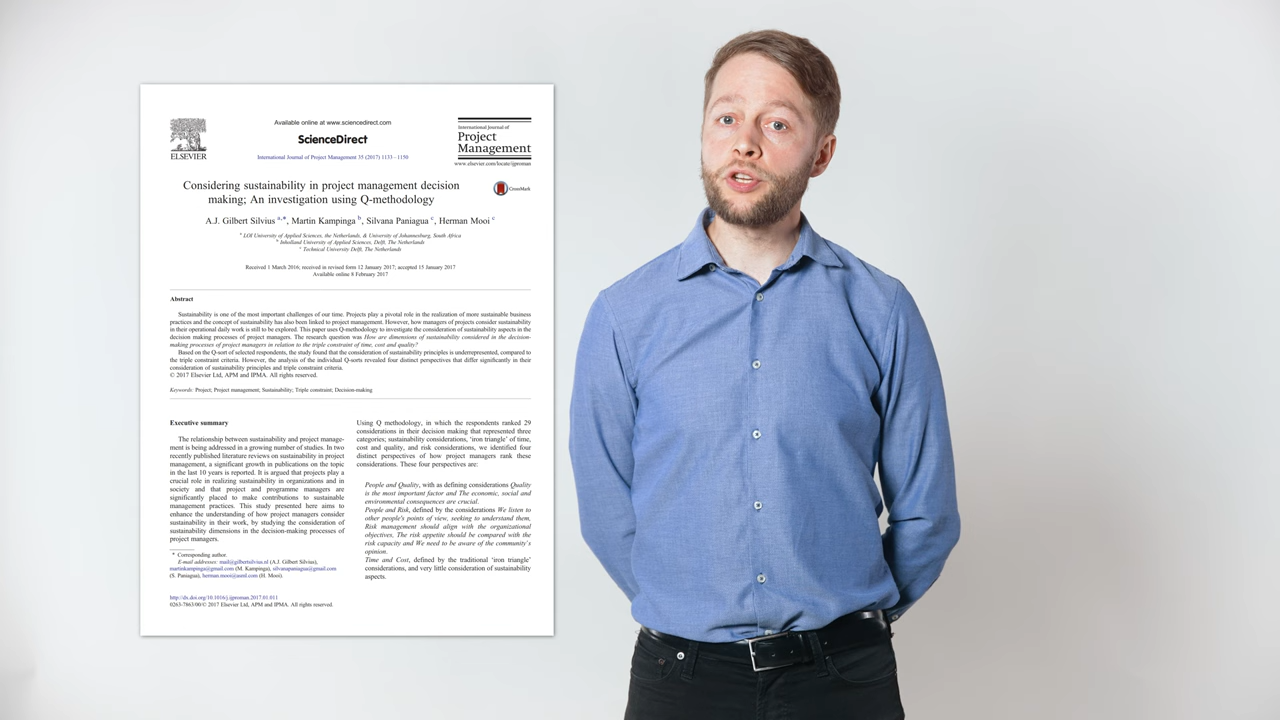 Available online at www.sciencedirect.com
ScienceDirect
ELSEVIER
International Journal of Project Management 35 (2017) 1133 – 1150
International Journal of
Project
Management
www.elsevier.com/locate/ijproman
Considering sustainability in project management decision
making; An investigation using Q-methodology
CrossMark
A.J. Gilbert Silvius a,*, Martin Kampinga b, Silvana Paniagua c, Herman Mooi c
a LOI University of Applied Sciences, the Netherlands, & University of Johannesburg, South Africa
b Inholland University of Applied Sciences, Delft, The Netherlands
c Technical University Delft, The Netherlands
Received 1 March 2016; received in revised form 12 January 2017; accepted 15 January 2017
Available online 8 February 2017
Abstract
Sustainability is one of the most important challenges of our time. Projects play a pivotal role in the realization of more sustainable business
practices and the concept of sustainability has also been linked to project management. However, how managers of projects consider sustainability
in their operational daily work is still to be explored. This paper uses Q-methodology to investigate the consideration of sustainability aspects in the
decision making processes of project managers. The research question was How are dimensions of sustainability considered in the decision-
making processes of project managers in relation to the triple constraint of time, cost and quality?
Based on the Q-sort of selected respondents, the study found that the consideration of sustainability principles is underrepresented, compared to
the triple constraint criteria. However, the analysis of the individual Q-sorts revealed four distinct perspectives that differ significantly in their
consideration of sustainability principles and triple constraint criteria.
© 2017 Elsevier Ltd, APM and IPMA. All rights reserved.
Keywords: Project; Project management; Sustainability; Triple constraint; Decision-making
Executive summary
The relationship between sustainability and project manage-
ment is being addressed in a growing number of studies. In two
recently published literature reviews on sustainability in project
management, a significant growth in publications on the topic
in the last 10 years is reported. It is argued that projects play a
crucial role in realizing sustainability in organizations and in
society and that project and programme managers are
significantly placed to make contributions to sustainable
management practices. This study presented here aims to
enhance the understanding of how project managers consider
sustainability in their work, by studying the consideration of
sustainability dimensions in the decision-making processes of
project managers.
* Corresponding author.
E-mail addresses: mail@gilbertsilvius.nl (A.J. Gilbert Silvius),
martinkampinga@gmail.com (M. Kampinga), silvanapaniagua@gmail.com
(S. Paniagua), herman.mooi@asml.com (H. Mooi).
http://dx.doi.org/10.1016/j.ijproman.2017.01.011
0263-7863/00/© 2017 Elsevier Ltd, APM and IPMA. All rights reserved.
Using Q methodology, in which the respondents ranked 29
considerations in their decision making that represented three
categories; sustainability considerations, ‘iron triangle’ of time,
cost and quality, and risk considerations, we identified four
distinct perspectives of how project managers rank these
considerations. These four perspectives are:
People and Quality, with as defining considerations Quality
is the most important factor and The economic, social and
environmental consequences are crucial.
People and Risk, defined by the considerations We listen to
other people's points of view, seeking to understand them,
Risk management should align with the organizational
objectives, The risk appetite should be compared with the
risk capacity and We need to be aware of the community's
opinion.
Time and Cost, defined by the traditional ‘iron triangle’
considerations, and very little consideration of sustainability
aspects.